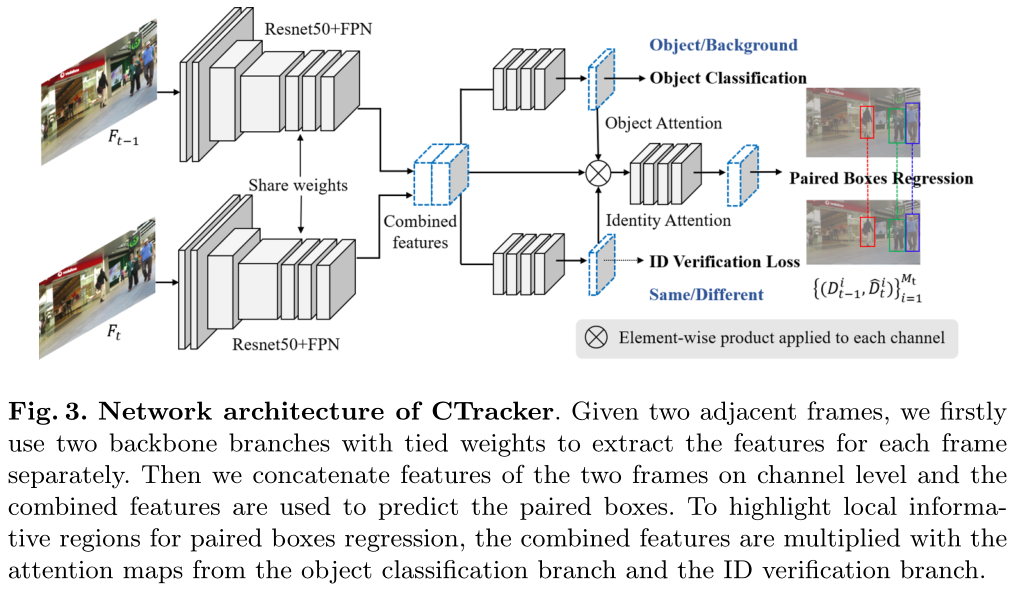 Resnet50+FPN
F_{t-1}
Share weights
F_t
Resnet50+FPN
Combined
features
Object/Background
Object Classification
Object Attention
Paired Boxes Regression
Identity Attention
ID Verification Loss
Same/Different
{(D^i_{t-1}, \hat{D}^i_t)}^{M_t}_{i=1}
⊗ Element-wise product applied to each channel
Fig. 3. Network architecture of CTracker. Given two adjacent frames, we firstly
use two backbone branches with tied weights to extract the features for each frame
separately. Then we concatenate features of the two frames on channel level and the
combined features are used to predict the paired boxes. To highlight local informa-
tive regions for paired boxes regression, the combined features are multiplied with the
attention maps from the object classification branch and the ID verification branch.